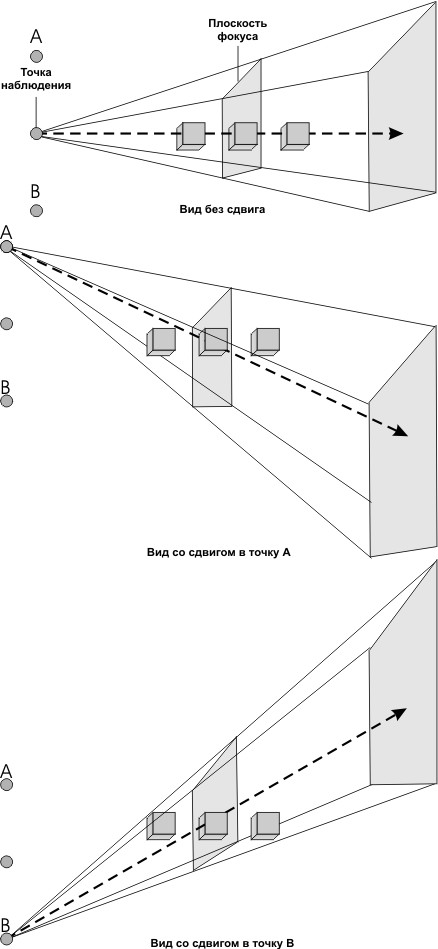 Плоскость
фокуса
A
Точка
наблюдения
B
Вид без сдвига
A
B
Вид со сдвигом в точку A
A
B
Вид со сдвигом в точку B